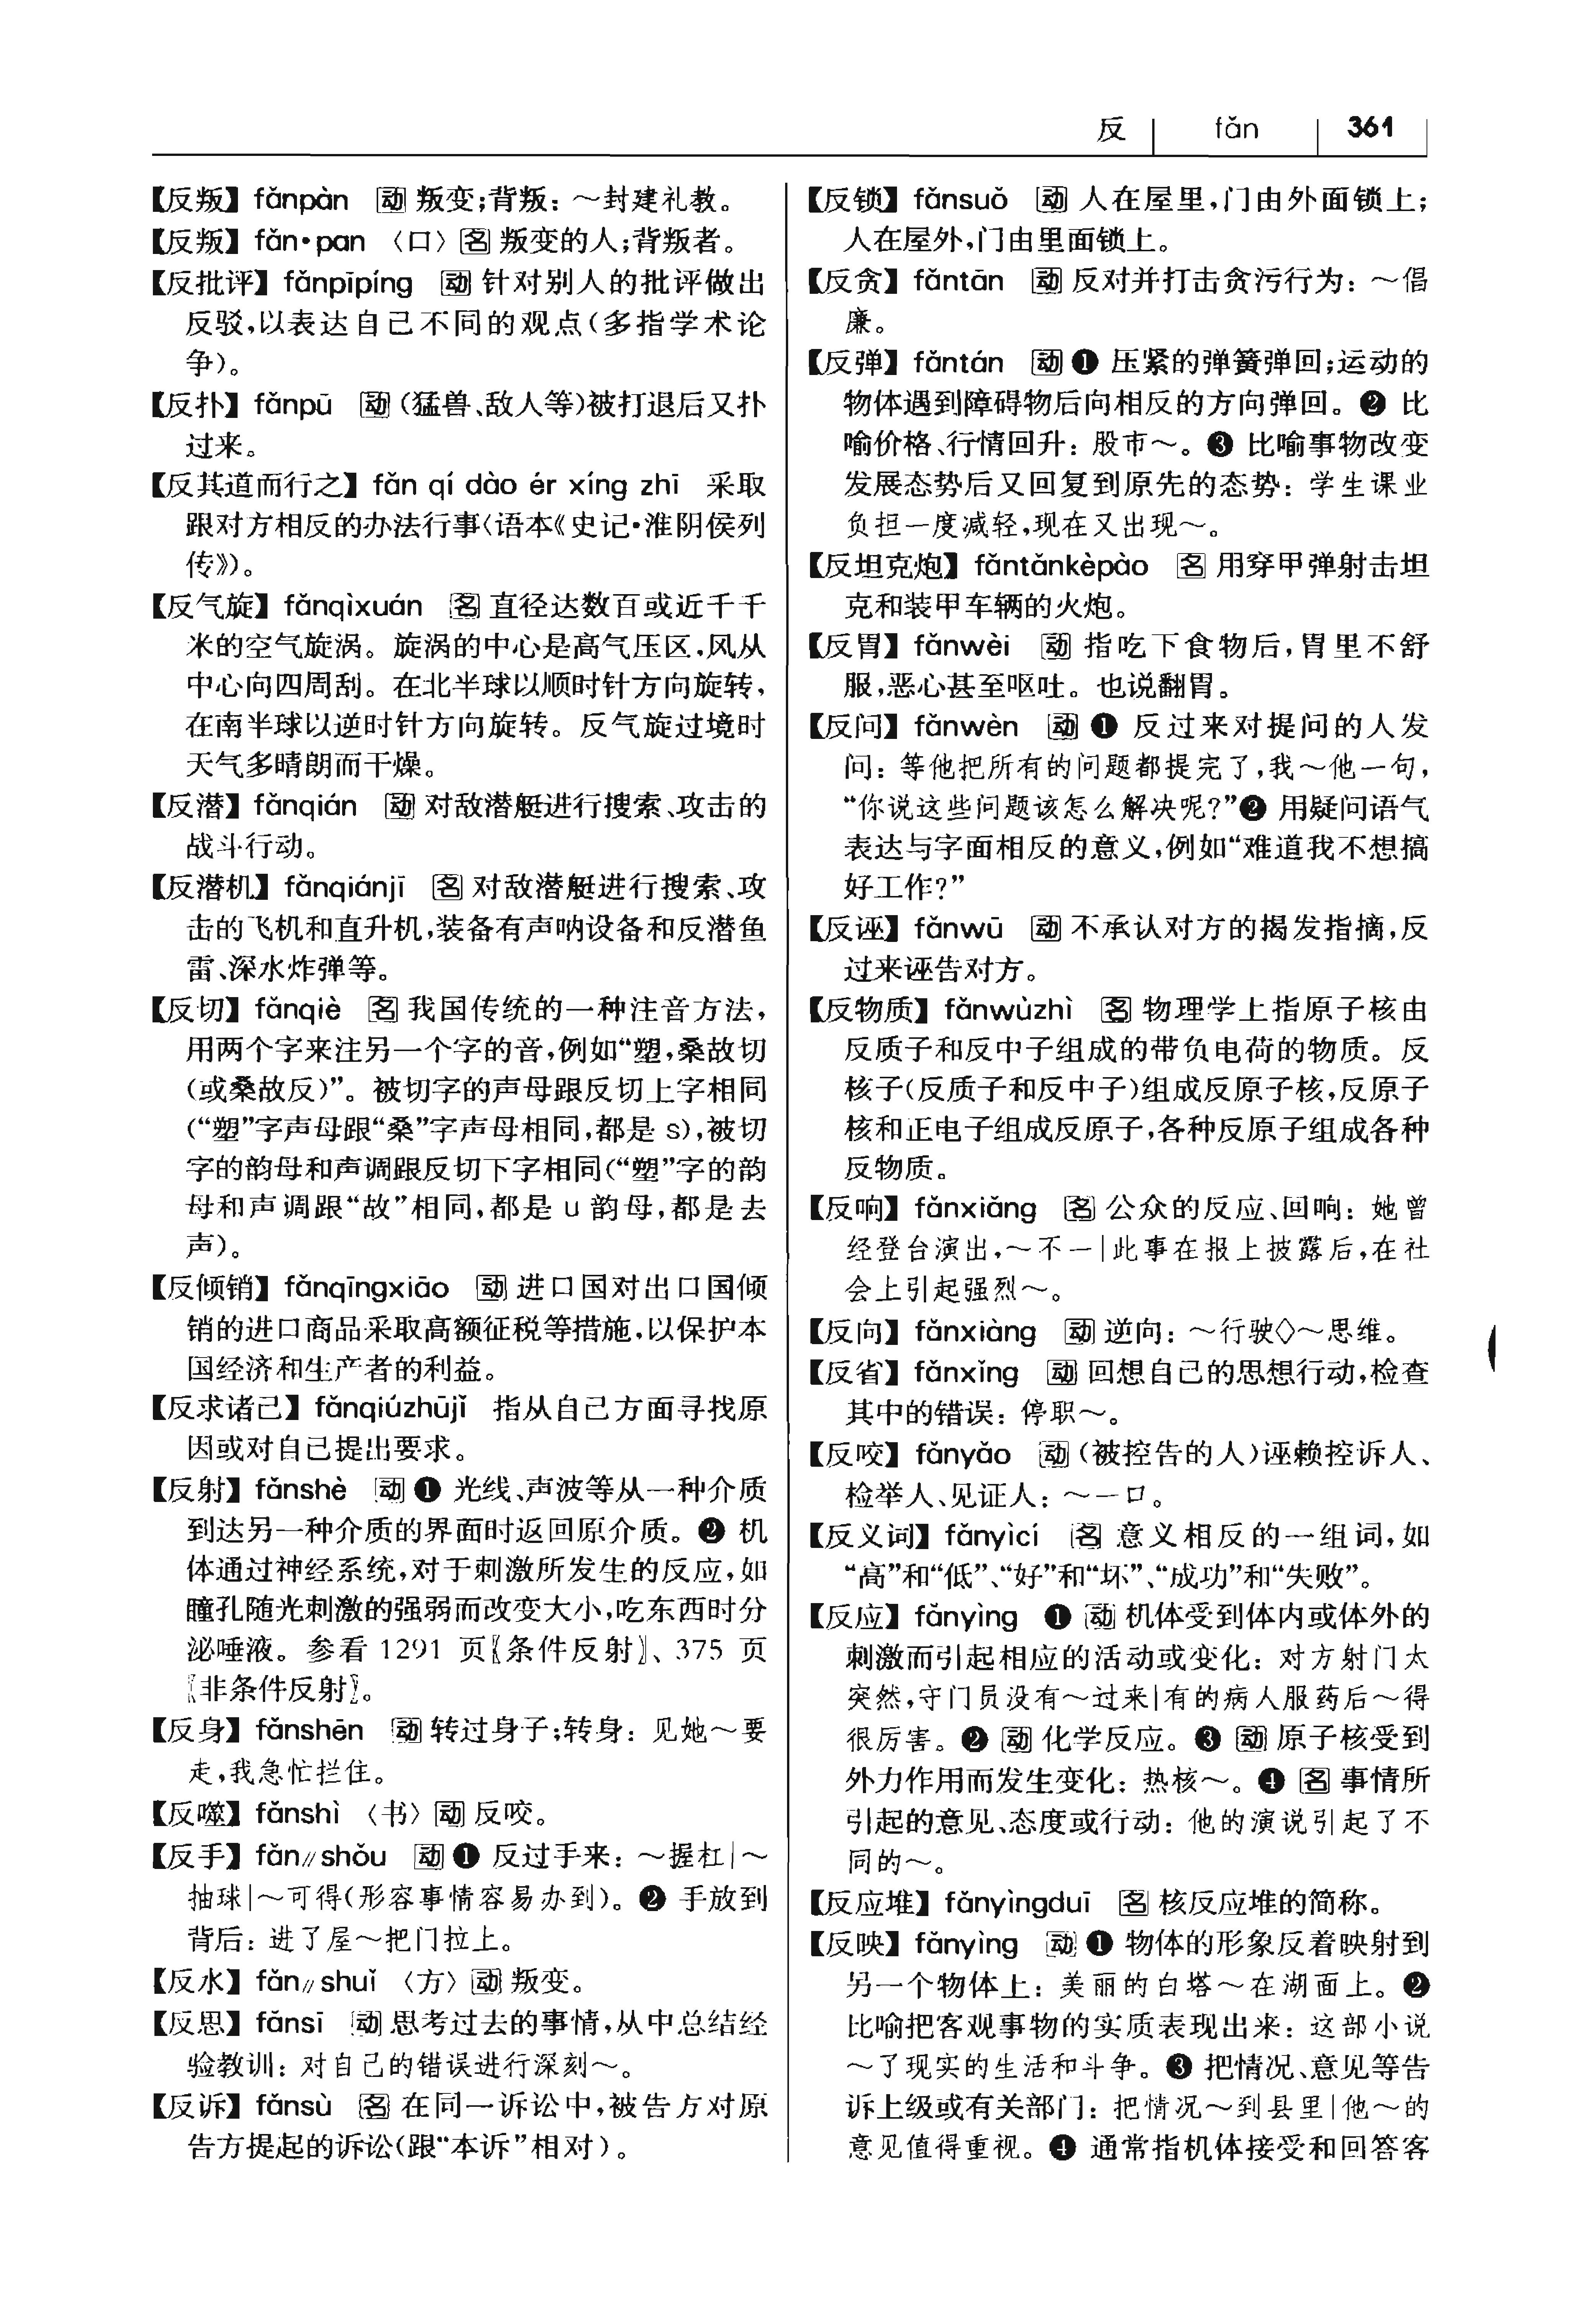 反 fǎn 361
【反叛】fǎnpàn 动 叛变;背叛：～封建礼教。
【反叛】fǎn•pan 〈口〉名 叛变的人;背叛者。
【反批评】fǎnpīpíng 动 针对别人的批评做出
反驳,以表达自己不同的观点(多指学术论
争)。
【反扑】fǎnpū 动 (猛兽、敌人等)被打退后又扑
过来。
【反其道而行之】fǎn qí dào ér xíng zhī 采取
跟对方相反的办法行事〈语本《史记•淮阴侯列
传》)。
【反气旋】fǎnqìxuán 名 直径达数百或近千千
米的空气旋涡。旋涡的中心是高气压区,风从
中心向四周刮。在北半球以顺时针方向旋转,
在南半球以逆时针方向旋转。反气旋过境时
天气多晴朗而干燥。
【反潜】fǎnqián 动 对敌潜艇进行搜索、攻击的
战斗行动。
【反潜机】fǎnqiánjī 名 对敌潜艇进行搜索、攻
击的飞机和直升机,装备有声呐设备和反潜鱼
雷、深水炸弹等。
【反切】fǎnqiè 名 我国传统的一种注音方法,
用两个字来注另一个字的音,例如“塑,桑故切
(或桑故反)”。被切字的声母跟反切上字相同
(“塑”字声母跟“桑”字声母相同,都是 s),被切
字的韵母和声调跟反切下字相同(“塑”字的韵
母和声调跟“故”相同,都是 u 韵母,都是去
声)。
【反倾销】fǎnqīngxiāo 动 进口国对出口国倾
销的进口商品采取高额征税等措施,以保护本
国经济和生产者的利益。
【反求诸己】fǎnqiúzhūjǐ 指从自己方面寻找原
因或对自己提出要求。
【反射】fǎnshè 动 ❶ 光线、声波等从一种介质
到达另一种介质的界面时返回原介质。❷ 机
体通过神经系统,对于刺激所发生的反应,如
瞳孔随光刺激的强弱而改变大小,吃东西时分
泌唾液。参看 1291 页〖条件反射〗、375 页
〖非条件反射〗。
【反身】fǎnshēn 动 转过身子;转身：见她～要
走,我急忙拦住。
【反噬】fǎnshì 〈书〉动 反咬。
【反手】fǎn∥shǒu 动 ❶ 反过手来：～握杠|～
抽球|～可得(形容事情容易办到)。❷ 手放到
背后：进了屋～把门拉上。
【反水】fǎn∥shuǐ 〈方〉动 叛变。
【反思】fǎnsī 动 思考过去的事情,从中总结经
验教训：对自己的错误进行深刻～。
【反诉】fǎnsù 名 在同一诉讼中,被告方对原
告方提起的诉讼(跟“本诉”相对)。
【反锁】fǎnsuǒ 动 人在屋里,门由外面锁上;
人在屋外,门由里面锁上。
【反贪】fǎntān 动 反对并打击贪污行为：～倡
廉。
【反弹】fǎntán 动 ❶ 压紧的弹簧弹回;运动的
物体遇到障碍物后向相反的方向弹回。❷ 比
喻价格、行情回升：股市～。❸ 比喻事物改变
发展态势后又回复到原先的态势：学生课业
负担一度减轻,现在又出现～。
【反坦克炮】fǎntǎnkèpào 名 用穿甲弹射击坦
克和装甲车辆的火炮。
【反胃】fǎnwèi 动 指吃下食物后,胃里不舒
服,恶心甚至呕吐。也说翻胃。
【反问】fǎnwèn 动 ❶ 反过来对提问的人发
问：等他把所有的问题都提完了,我～他一句,
“你说这些问题该怎么解决呢?”❷ 用疑问语气
表达与字面相反的意义,例如“难道我不想搞
好工作?”
【反诬】fǎnwū 动 不承认对方的揭发指摘,反
过来诬告对方。
【反物质】fǎnwùzhì 名 物理学上指原子核由
反质子和反中子组成的带负电荷的物质。反
核子(反质子和反中子)组成反原子核,反原子
核和正电子组成反原子,各种反原子组成各种
反物质。
【反响】fǎnxiǎng 名 公众的反应、回响：她曾
经登台演出,～不一|此事在报上披露后,在社
会上引起强烈～。
【反向】fǎnxiàng 动 逆向：～行驶◇～思维。
【反省】fǎnxǐng 动 回想自己的思想行动,检查
其中的错误：停职～。
【反咬】fǎnyǎo 动 (被控告的人)诬赖控诉人、
检举人、见证人：～一口。
【反义词】fǎnyìcí 名 意义相反的一组词,如
“高”和“低”、“好”和“坏”、“成功”和“失败”。
【反应】fǎnyìng ❶ 动 机体受到体内或体外的
刺激而引起相应的活动或变化：对方射门太
突然,守门员没有～过来|有的病人服药后～得
很厉害。❷ 动 化学反应。❸ 动 原子核受到
外力作用而发生变化：热核～。❹ 名 事情所
引起的意见、态度或行动：他的演说引起了不
同的～。
【反应堆】fǎnyìngduī 名 核反应堆的简称。
【反映】fǎnyìng 动 ❶ 物体的形象反着映射到
另一个物体上：美丽的白塔～在湖面上。❷
比喻把客观事物的实质表现出来：这部小说
～了现实的生活和斗争。❸ 把情况、意见等告
诉上级或有关部门：把情况～到县里|他～的
意见值得重视。❹ 通常指机体接受和回答客